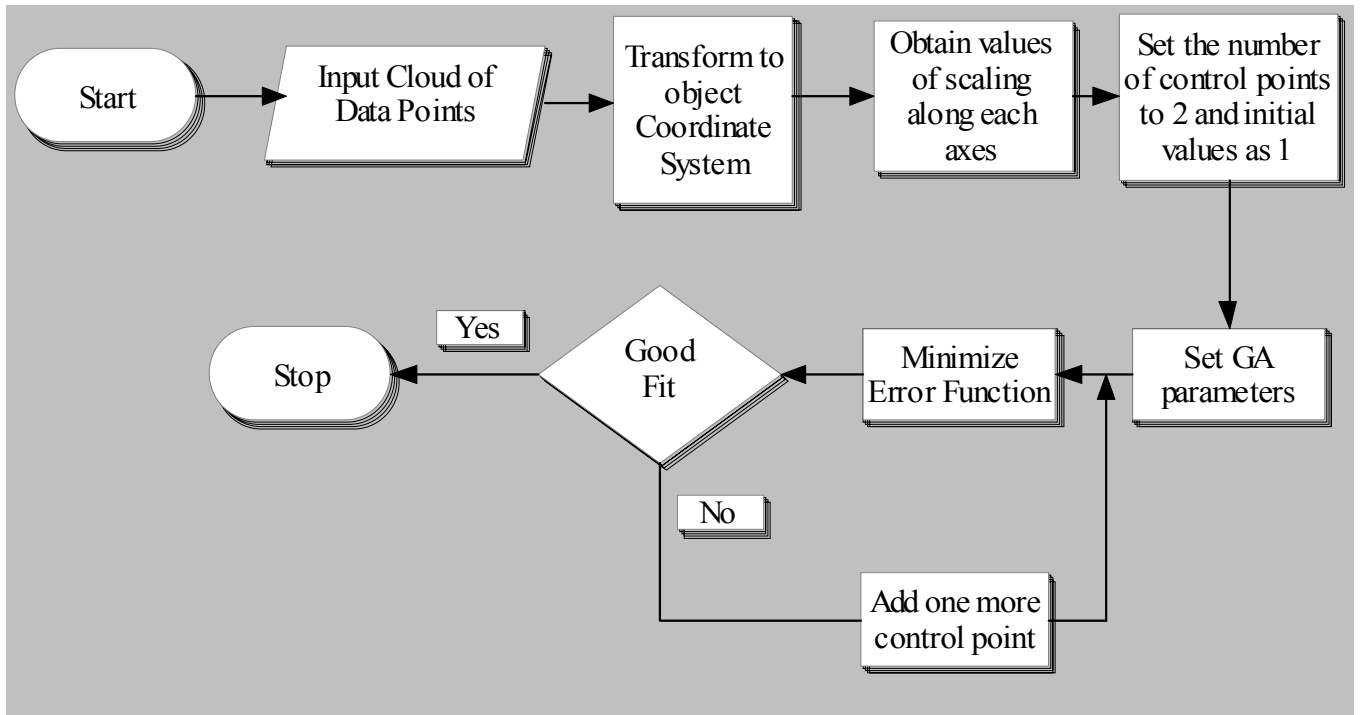 Start
Input Cloud of
Data Points
Transform to
object
Coordinate
System
Obtain values
of scaling
along each
axes
Set the number
of control points
to 2 and initial
values as 1
Set GA
parameters
Minimize
Error Function
Good
Fit
Yes
Stop
No
Add one more
control point